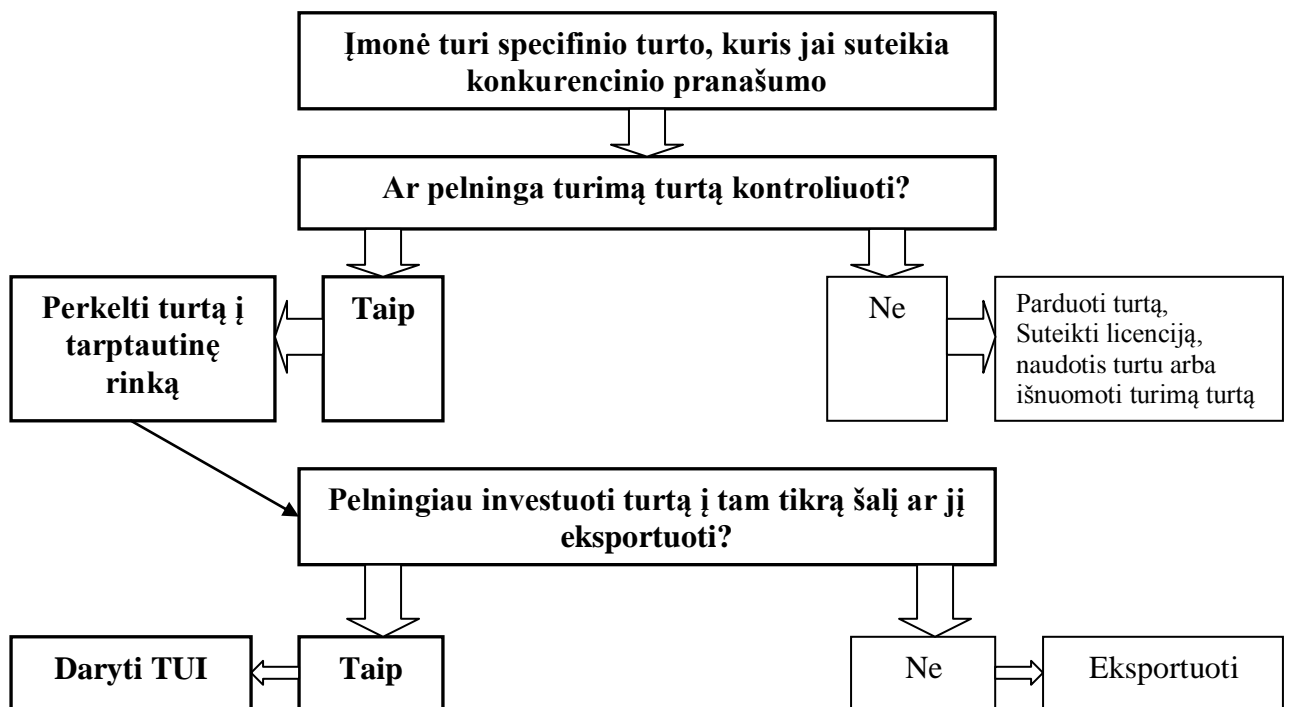 Įmonė turi specifinio turto, kuris jai suteikia
konkurencinio pranašumo
Ar pelninga turimą turtą kontroliuoti?
Perkelti turtą į
tarptautinę
rinką
Taip
Ne
Parduoti turtą,
Suteikti licenciją,
naudotis turtu arba
išnuomoti turimą turtą
Pelningiau investuoti turtą į tam tikrą šalį ar jį
eksportuoti?
Daryti TUI
Taip
Ne
Eksportuoti